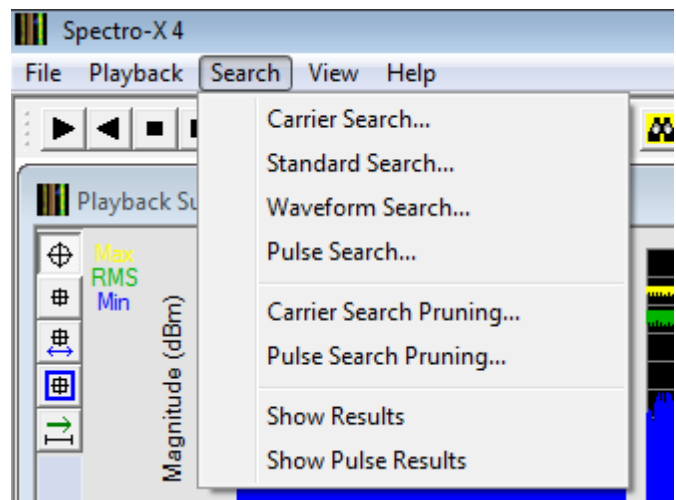 Spectro-X 4
File Playback Search View Help
Carrier Search...
Standard Search...
Waveform Search...
Pulse Search...
Carrier Search Pruning...
Pulse Search Pruning...
Show Results
Show Pulse Results
Playback Su
Max
RMS
Min
Magnitude (dBm)